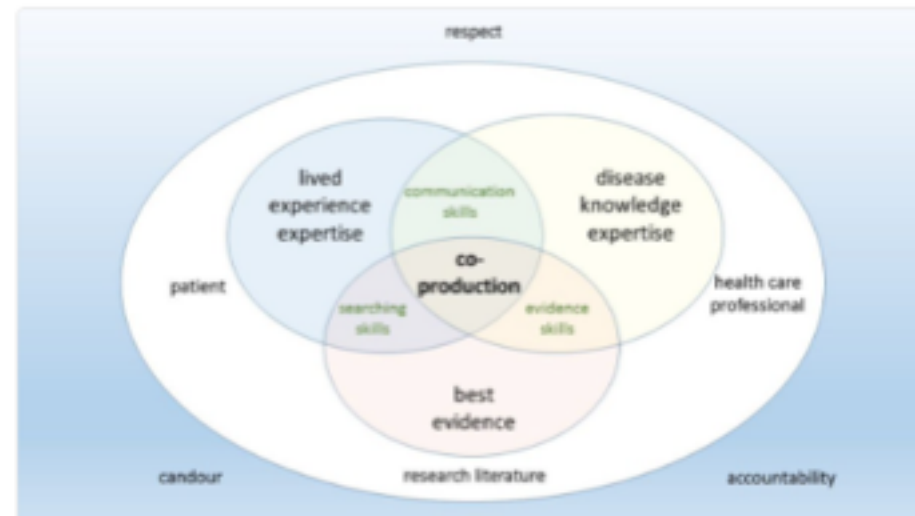 respect
lived
experience
expertise
communication
skills
disease
knowledge
expertise
co-
production
patient
health care
professional
searching
skills
evidence
skills
best
evidence
research literature
candour
accountability